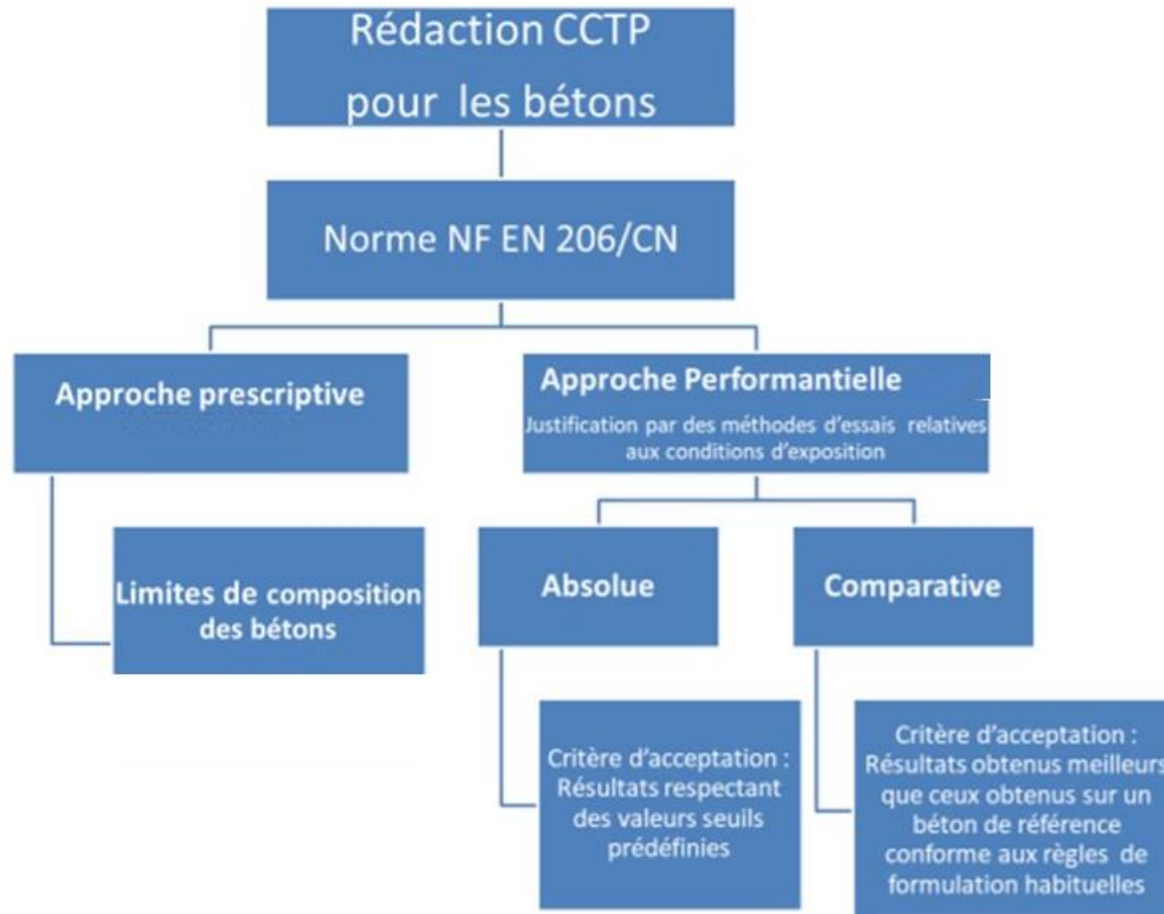 Rédaction CCTP
pour les bétons
Norme NF EN 206/CN
Approche prescriptive
Limites de composition
des bétons
Approche Performantielle
Justification par des méthodes d'essais relatives
aux conditions d'exposition
Absolue
Critère d'acceptation :
Résultats respectant
des valeurs seuils
prédéfinies
Comparative
Critère d'acceptation :
Résultats obtenus meilleurs
que ceux obtenus sur un
béton de référence
conforme aux règles de
formulation habituelles